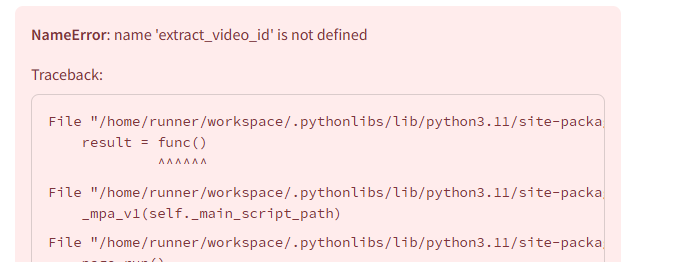 NameError: name 'extract_video_id' is not defined
Traceback:
File "/home/runner/workspace/.pythonlibs/lib/python3.11/site-packa
result = func()
^^^^^^
File "/home/runner/workspace/.pythonlibs/lib/python3.11/site-packa
_mpa_v1(self._main_script_path)
File "/home/runner/workspace/.pythonlibs/lib/python3.11/site-packa
page.run()